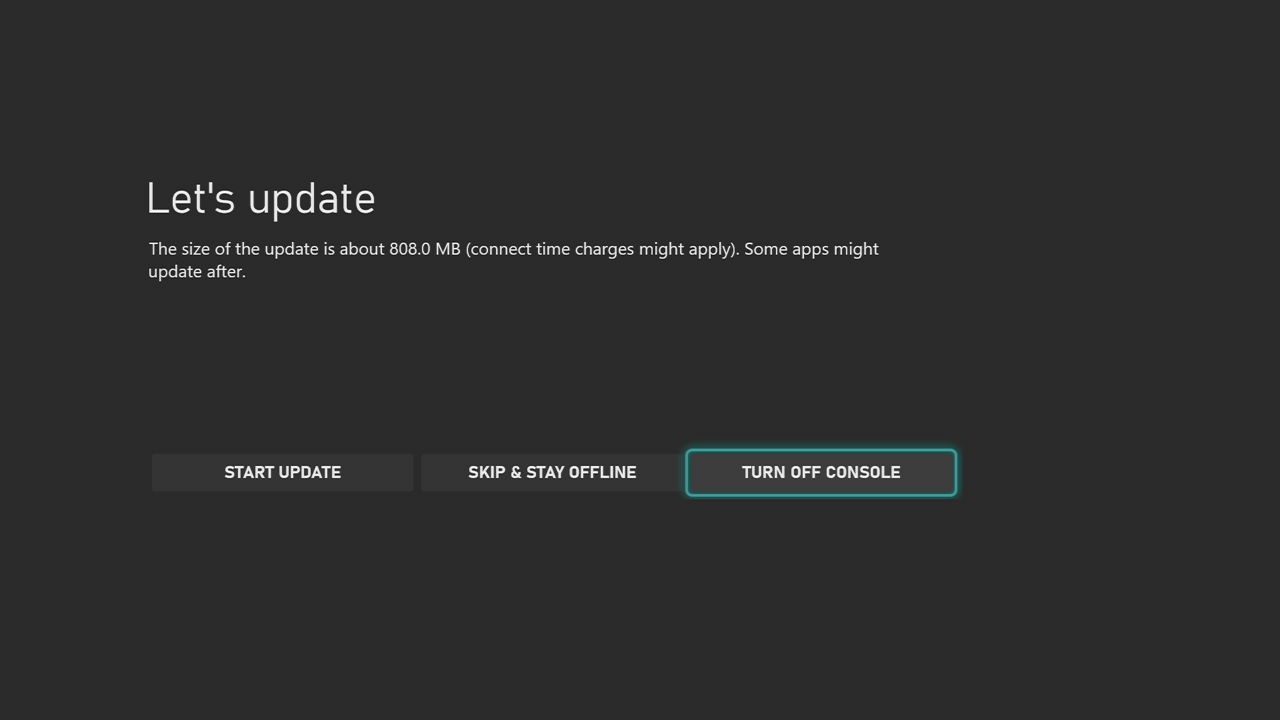 Let's update
The size of the update is about 808.0 MB (connect time charges might apply). Some apps might
update after.
START UPDATE
SKIP & STAY OFFLINE
TURN OFF CONSOLE